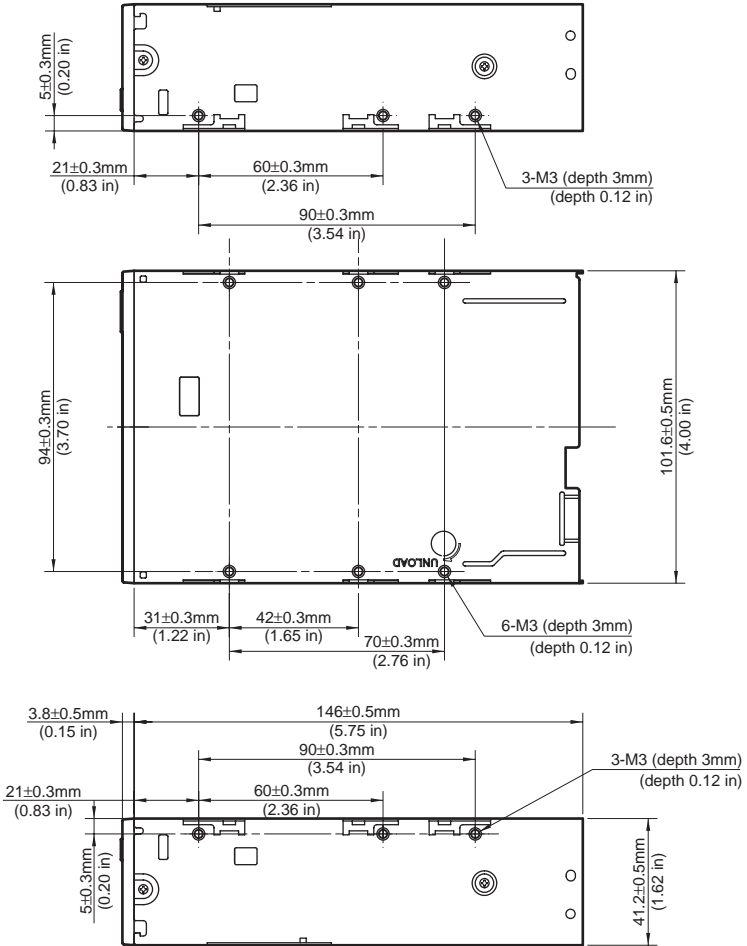 5±0.3mm
(0.20 in)
21±0.3mm
(0.83 in)
60±0.3mm
(2.36 in)
3-M3 (depth 3mm)
(depth 0.12 in)
90±0.3mm
(3.54 in)
94±0.3mm
(3.70 in)
101.6±0.5mm
(4.00 in)
UNLOAD
31±0.3mm
(1.22 in)
42±0.3mm
(1.65 in)
6-M3 (depth 3mm)
(depth 0.12 in)
70±0.3mm
(2.76 in)
3.8±0.5mm
(0.15 in)
146±0.5mm
(5.75 in)
90±0.3mm
(3.54 in)
3-M3 (depth 3mm)
(depth 0.12 in)
21±0.3mm
(0.83 in)
60±0.3mm
(2.36 in)
5±0.3mm
(0.20 in)
41.2±0.5mm
(1.62 in)